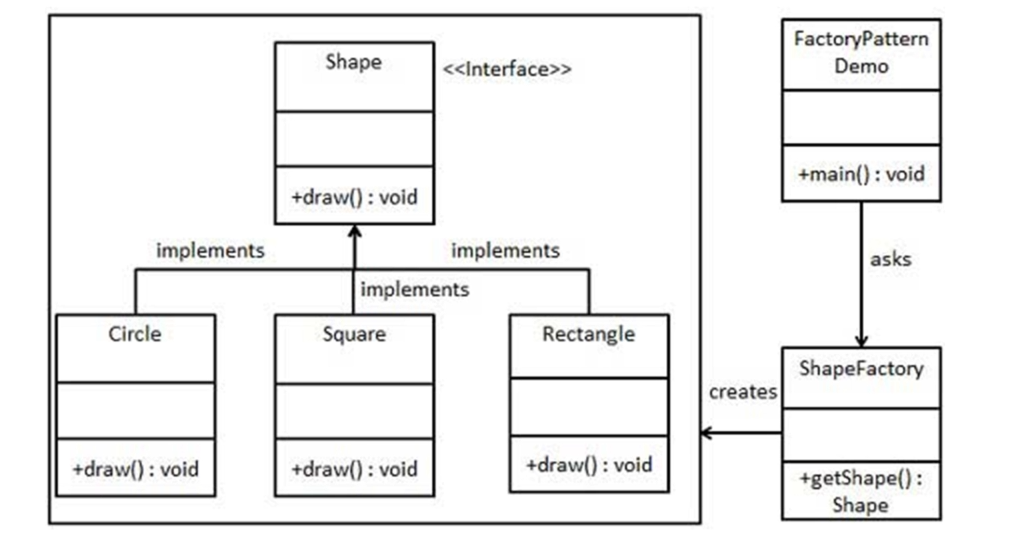 Shape
<<Interface>>
+draw() : void
implements
implements
implements
Circle
+draw() : void
Square
+draw() : void
Rectangle
+draw() : void
FactoryPattern
Demo
+main() : void
asks
ShapeFactory
+getShape() :
Shape
creates